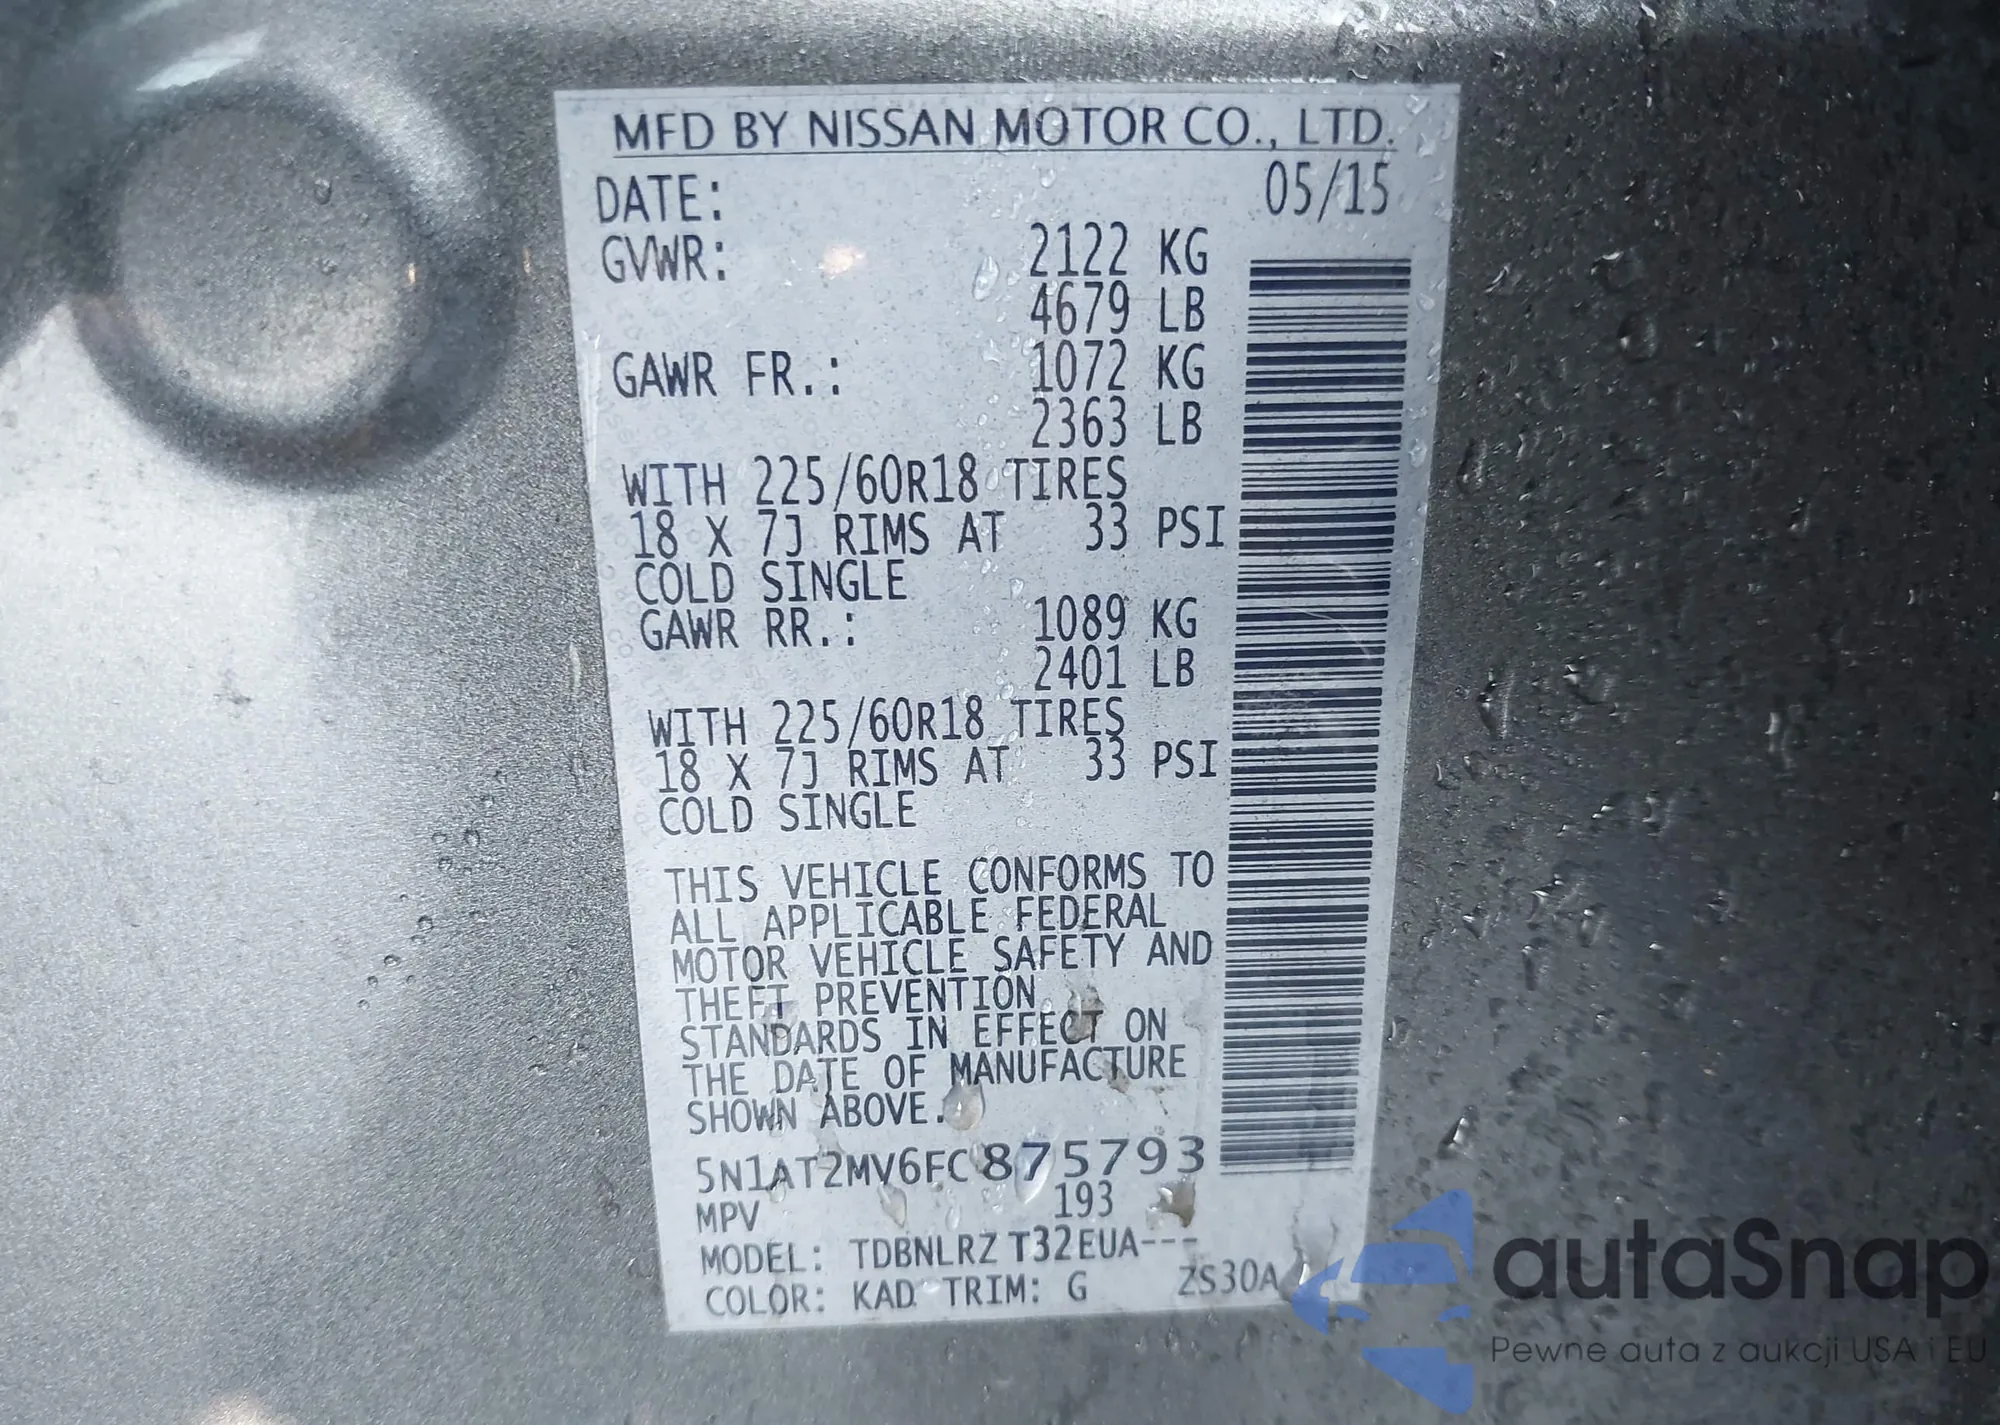 MFD BY NISSAN MOTOR CO., LTD.
DATE: 05/15
GVWR: 2122 KG
4679 LB
GAWR FR.: 1072 KG
2363 LB
WITH 225/60R18 TIRES
18 X 7J RIMS AT 33 PSI
COLD SINGLE
GAWR RR.: 1089 KG
2401 LB
WITH 225/60R18 TIRES
18 X 7J RIMS AT 33 PSI
COLD SINGLE
THIS VEHICLE CONFORMS TO
ALL APPLICABLE FEDERAL
MOTOR VEHICLE SAFETY AND
THEFT PREVENTION
STANDARDS IN EFFECT ON
THE DATE OF MANUFACTURE
SHOWN ABOVE.
5N1AT2MV6FC875793
MPV 193
MODEL: TDBNLRZ T32EUA---
COLOR: KAD TRIM: G ZS30A
autaSnap
Pewne auta z aukcji USA i EU